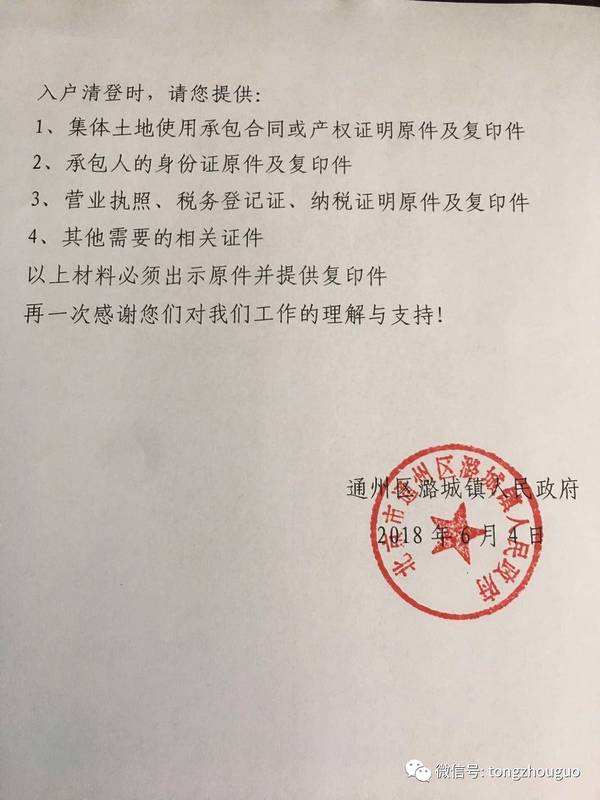 入户清登时，请您提供：
1、集体土地使用承包合同或产权证明原件及复印件
2、承包人的身份证原件及复印件
3、营业执照、税务登记证、纳税证明原件及复印件
4、其他需要的相关证件
以上材料必须出示原件并提供复印件
再一次感谢您们对我们工作的理解与支持！
通州区潞城镇人民政府
2018年6月4日
北京市通州区潞城镇人民政府
微信号: tongzhouguo